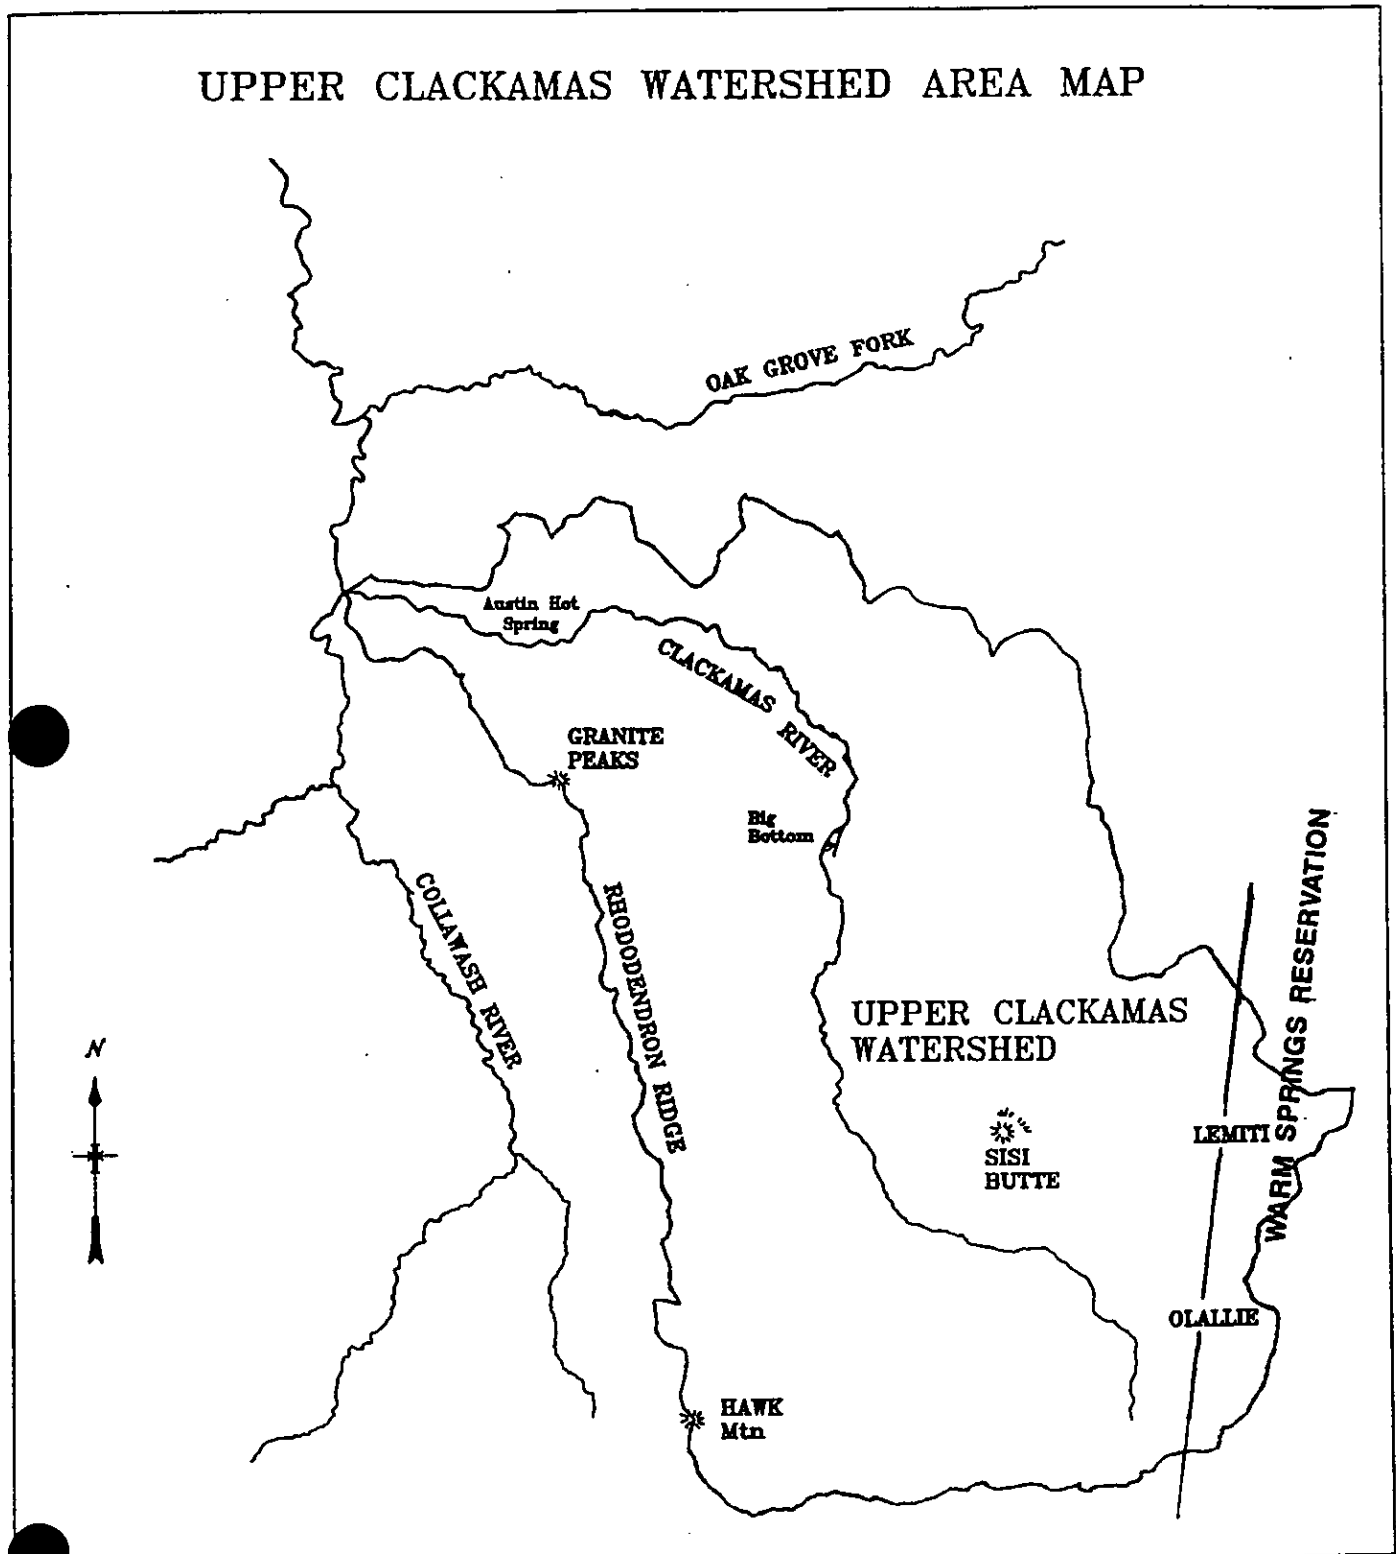 UPPER CLACKAMAS WATERSHED AREA MAP
OAK GROVE FORK
Austin Hot
Spring
CLACKAMAS RIVER
GRANITE
PEAKS
Big
Bottom
COLLAWASH RIVER
RHODODENDRON RIDGE
WARM SPRINGS RESERVATION
UPPER CLACKAMAS
WATERSHED
N
LEMITI
SISI
BUTTE
OLALLIE
HAWK
Mtn